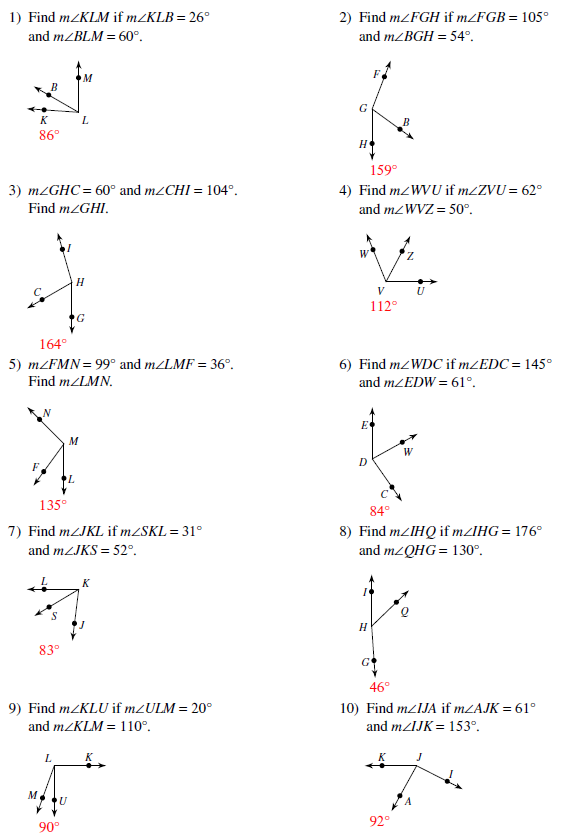 1) Find m∠KLM if m∠KLB = 26°
and m∠BLM = 60°.
M
B
K
L
86°
2) Find m∠FGH if m∠FGB = 105°
and m∠BGH = 54°.
F
G
B
H
159°
3) m∠GHC = 60° and m∠CHI = 104°.
Find m∠GHI.
I
H
C
G
164°
4) Find m∠WVU if m∠ZVU = 62°
and m∠WVZ = 50°.
W
Z
V
U
112°
5) m∠FMN = 99° and m∠LMF = 36°.
Find m∠LMN.
N
M
F
L
135°
6) Find m∠WDC if m∠EDC = 145°
and m∠EDW = 61°.
E
W
D
C
84°
7) Find m∠JKL if m∠SKL = 31°
and m∠JKS = 52°.
L
K
S
J
83°
8) Find m∠IHQ if m∠IHG = 176°
and m∠QHG = 130°.
I
Q
H
G
46°
9) Find m∠KLU if m∠ULM = 20°
and m∠KLM = 110°.
L
K
M
U
90°
10) Find m∠IJA if m∠AJK = 61°
and m∠IJK = 153°.
K
J
I
A
92°